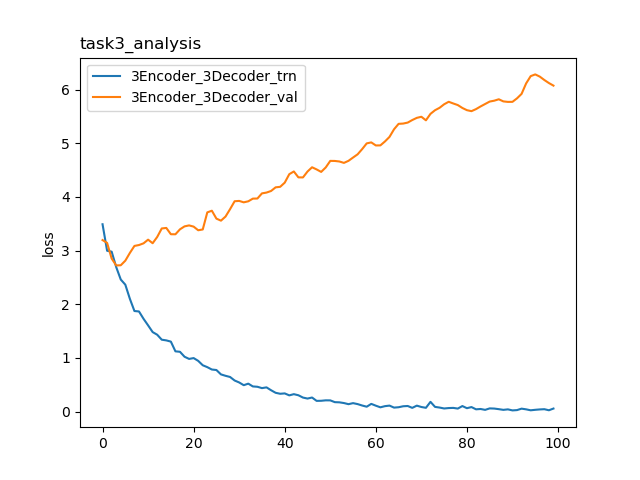 task3_analysis
3Encoder_3Decoder_trn
3Encoder_3Decoder_val
loss
6
5
4
3
2
1
0
0 20 40 60 80 100